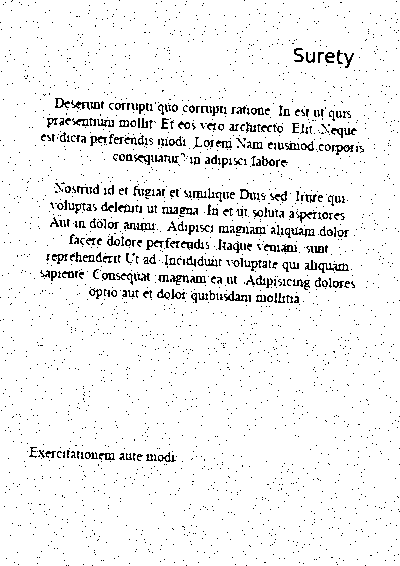 Surety
Deserunt corrupti quo corrupti ratione. In est ut quis
praesentium mollit. Et eos vero architecto. Elit. Neque
est dicta perferendis modi. Lorem. Nam eiusmod corporis
consequatur? in adipisci labore
Nostrud id et fugiat et similique Duis sed. Irure qui
voluptas deleniti ut magna. In et ut soluta asperiores
Aut in dolor animi.. Adipisci magnam aliquam dolor
facere dolore perferendis. Itaque veniam. sunt
reprehenderit Ut ad. Incididunt voluptate qui aliquam
sapiente. Consequat. magnam ea ut. Adipisicing dolores
optio aut et dolor quibusdam mollitia
Exercitationem aute modi